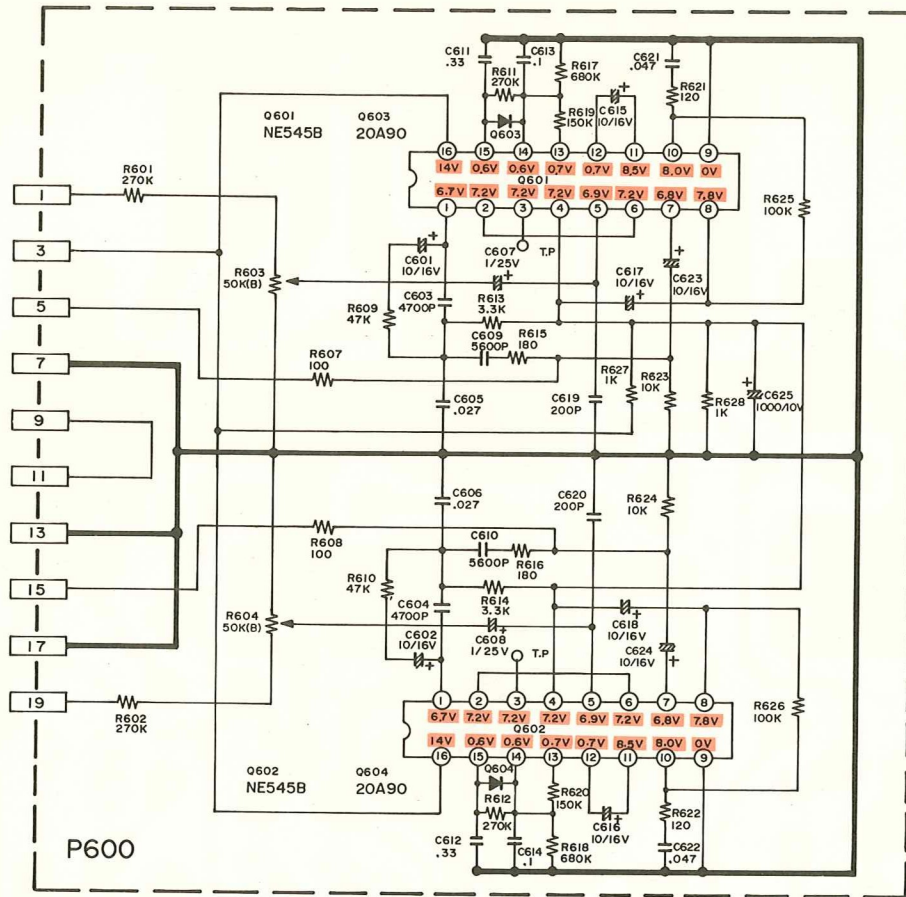 C611
.33
C613
.1
R617
680K
C621
.047
R611
270K
R621
120
Q601
NE545B
Q603
20A90
R619
150K
C615
10/16V
Q603
16 15 14 13 12 11 10 9
14V 0.6V 0.6V 0.7V 0.7V 8.5V 8.0V 0V
Q601
6.7V 7.2V 7.2V 7.2V 6.9V 7.2V 6.8V 7.8V
1 2 3 4 5 6 7 8
R601
270K
1
R625
100K
3
C601
10/16V
C607
1/25V
T.P
R603
50K(B)
C617
10/16V
C623
10/16V
5
R609
47K
C603
4700P
R613
3.3K
C609
5600P
R615
180
7
R607
100
R627
1K
R623
10K
C605
.027
C619
200P
R628
1K
C625
1000/10V
9
11
C606
.027
C620
200P
R624
10K
13
R608
100
C610
5600P
R616
180
15
R610
47K
C604
4700P
R614
3.3K
R604
50K(B)
C618
10/16V
17
C602
10/16V
C608
1/25V
T.P
C624
10/16V
19
R602
270K
1 2 3 4 5 6 7 8
6.7V 7.2V 7.2V 7.2V 6.9V 7.2V 6.8V 7.8V
R626
100K
Q602
14V 0.6V 0.6V 0.7V 0.7V 8.5V 8.0V 0V
16 15 14 13 12 11 10 9
Q602
NE545B
Q604
20A90
Q604
R612
270K
R620
150K
C616
10/16V
R622
120
P600
C612
.33
C614
.1
R618
680K
C622
.047